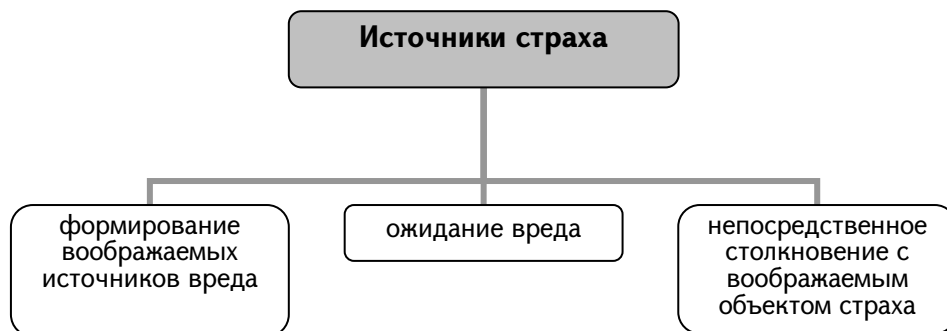 Источники страха
формирование
воображаемых
источников вреда
ожидание вреда
непосредственное
столкновение с
воображаемым
объектом страха